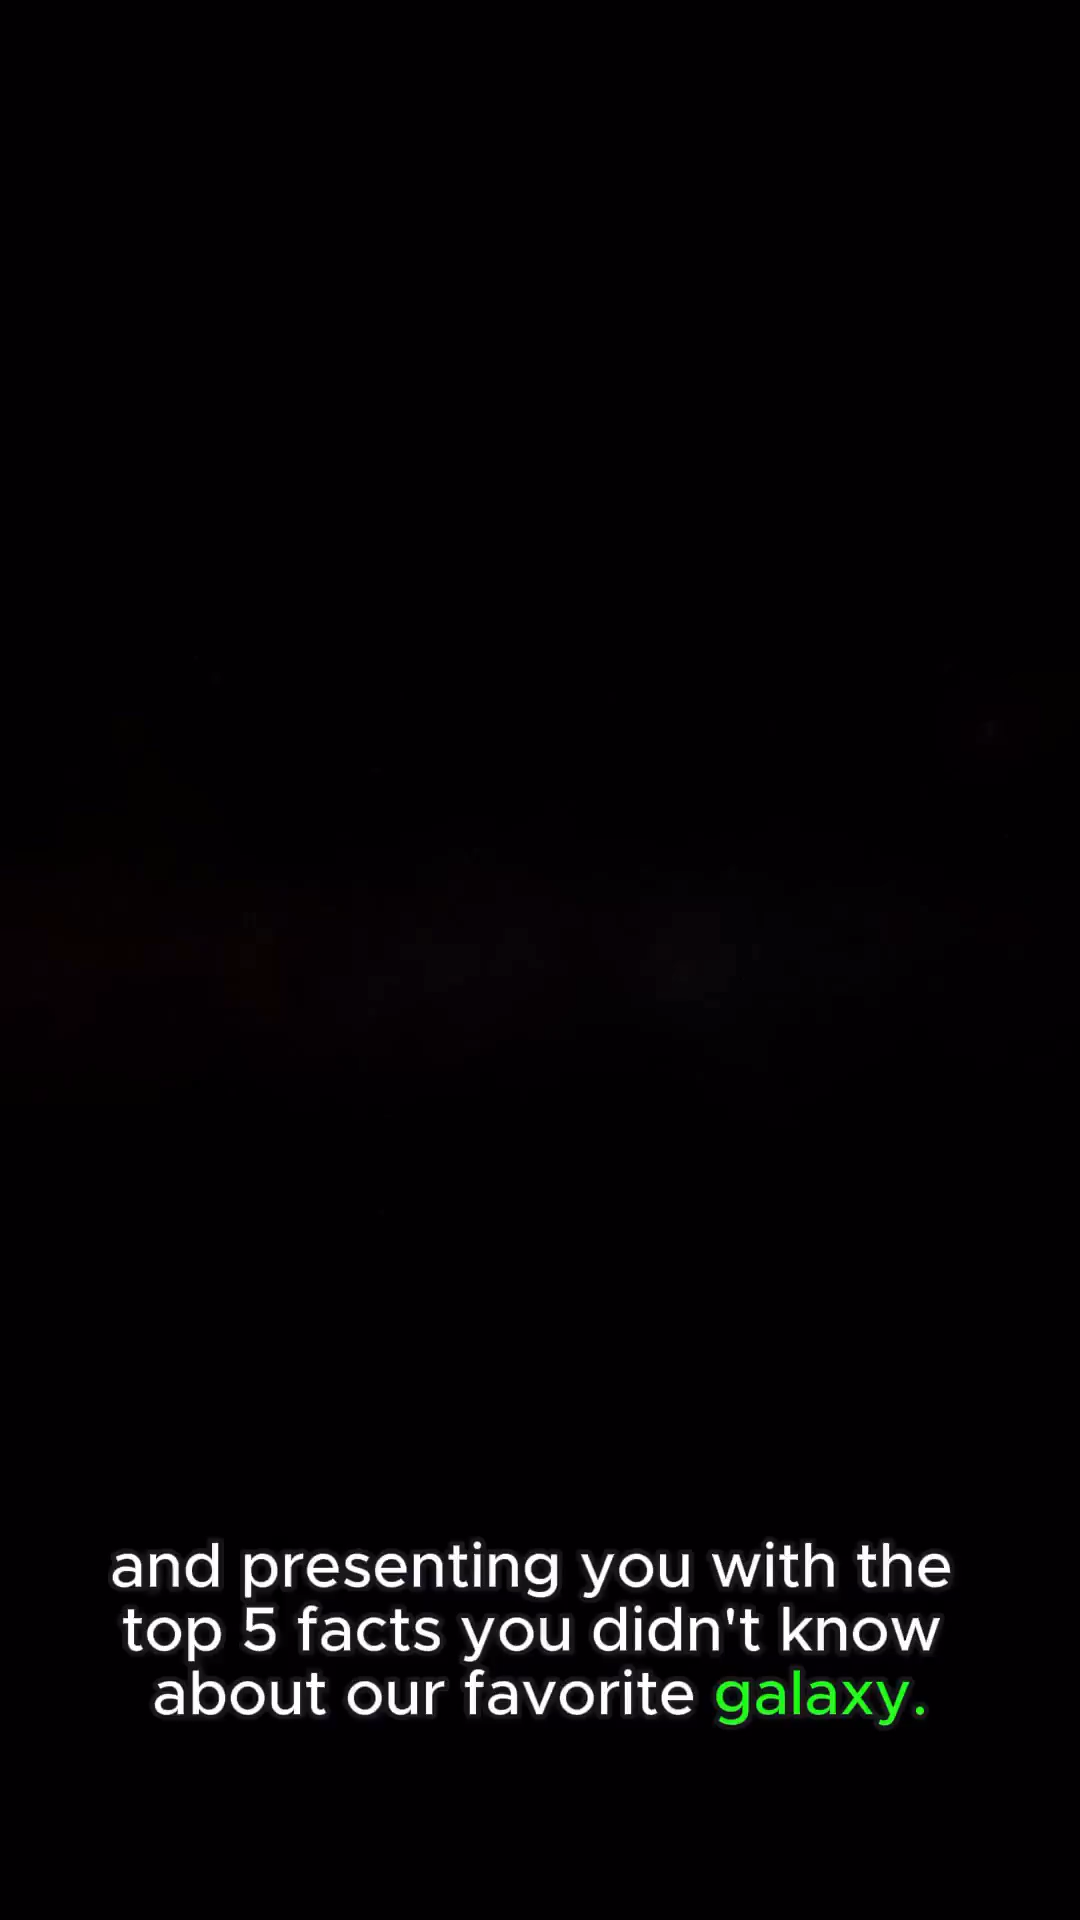 and presenting you with the
top 5 facts you didn't know
about our favorite galaxy.